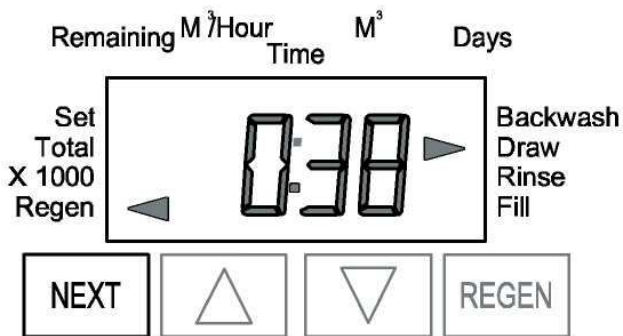 Remaining M³/Hour M³ Days
Time
Set
Total
X 1000
Regen
0:38
Backwash
Draw
Rinse
Fill
NEXT REGEN